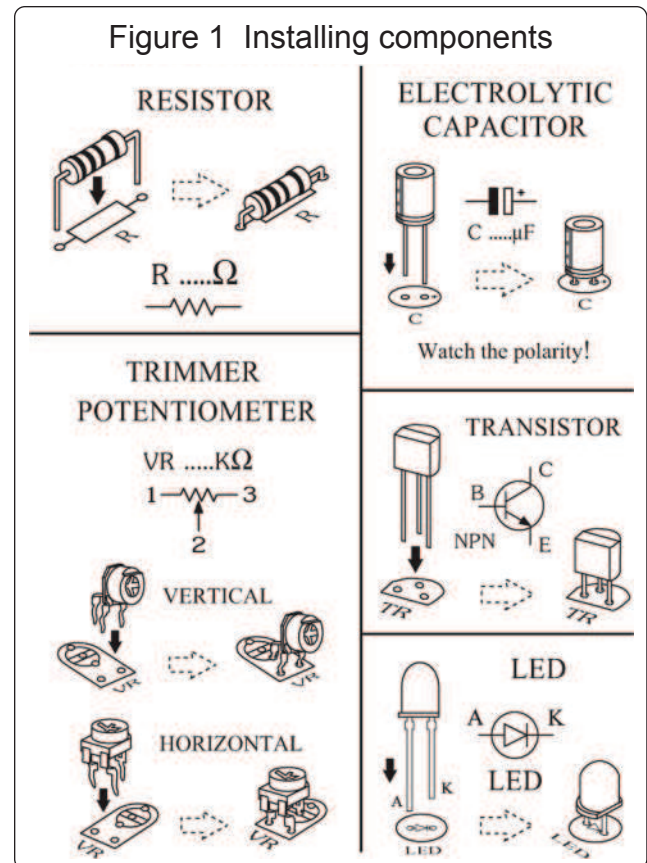 Figure 1 Installing components
RESISTOR
R
R
R .....Ω
ELECTROLYTIC
CAPACITOR
+
C .....µF
C
C
Watch the polarity!
TRIMMER
POTENTIOMETER
VR .....KΩ
1
3
2
VERTICAL
VR
VR
HORIZONTAL
VR
VR
TRANSISTOR
C
B
NPN
E
TR
TR
LED
A
K
LED
A
K
LED
LED